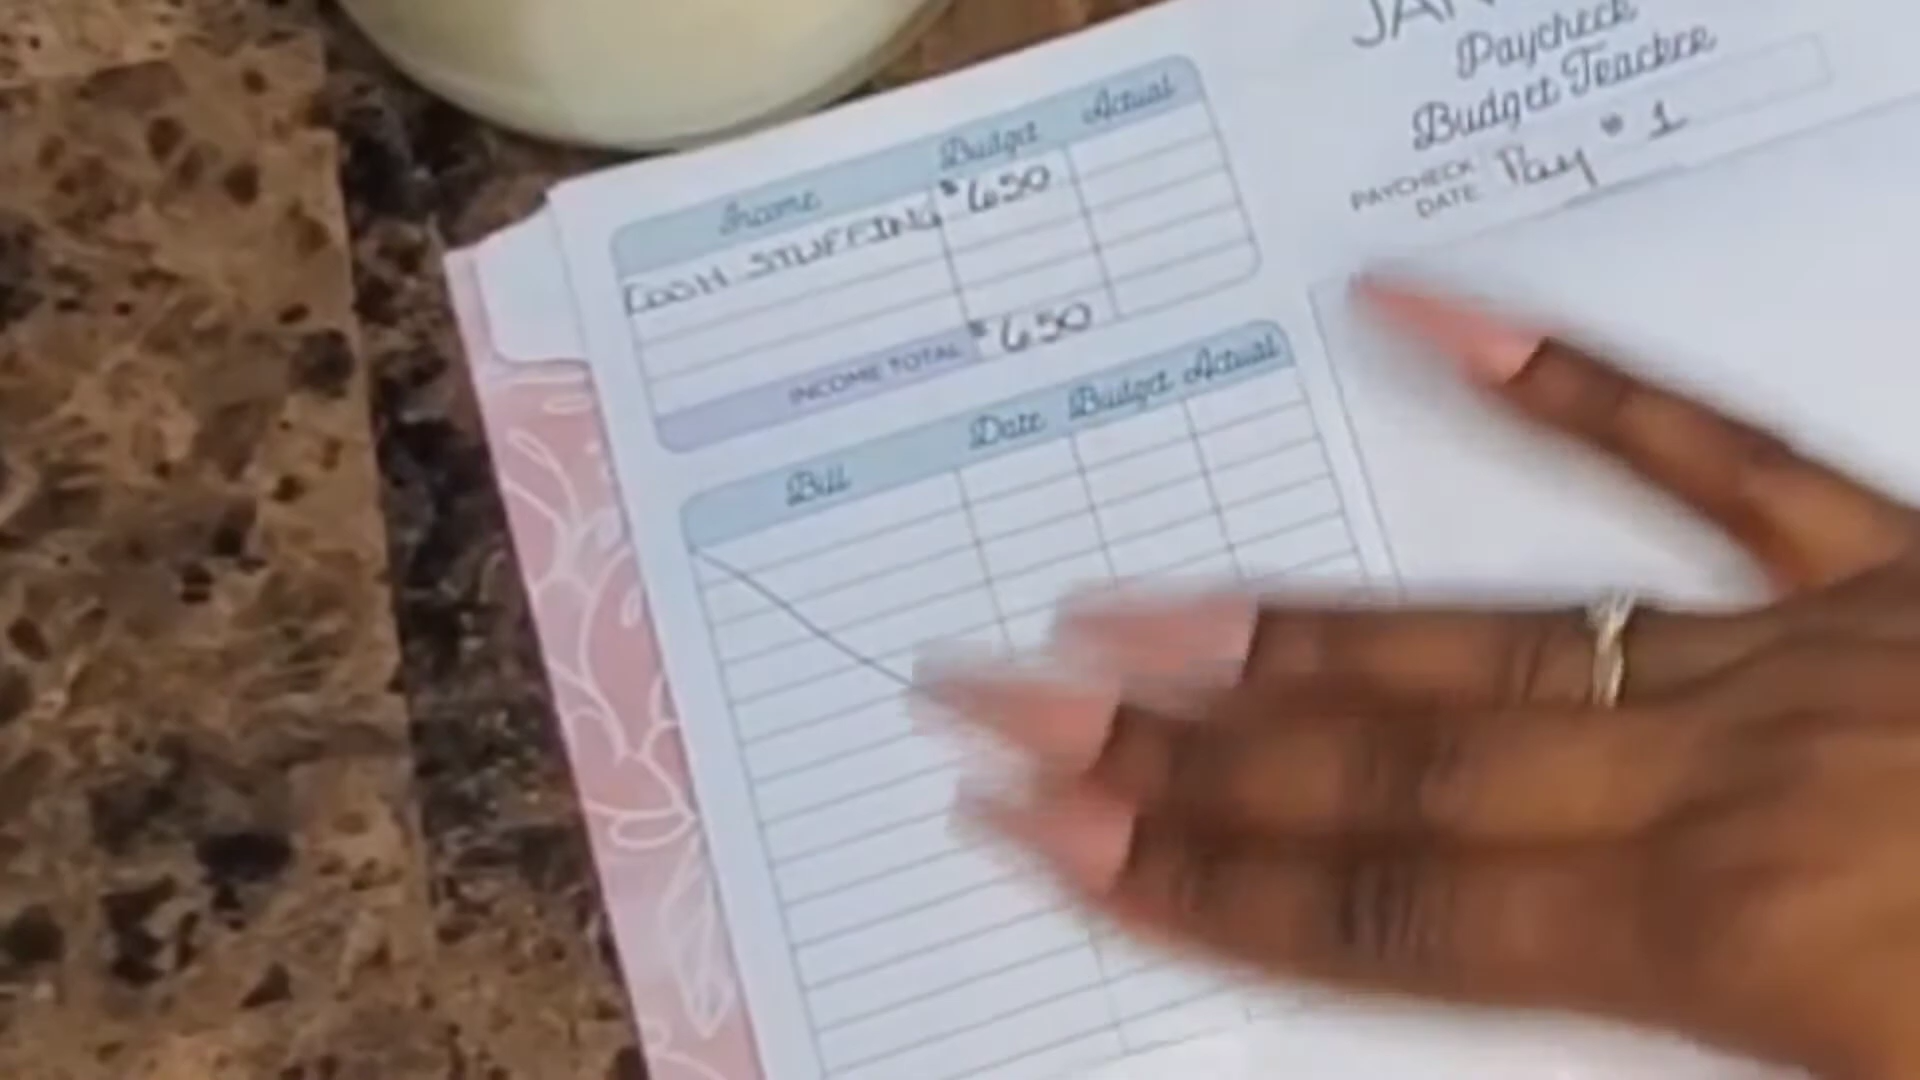 JAN
Paycheck
Budget Tracker
PAYCHECK DATE Pay # 1
Income Budget Actual
CASH STUFFING $650
INCOME TOTAL $650
Bill Date Budget Actual